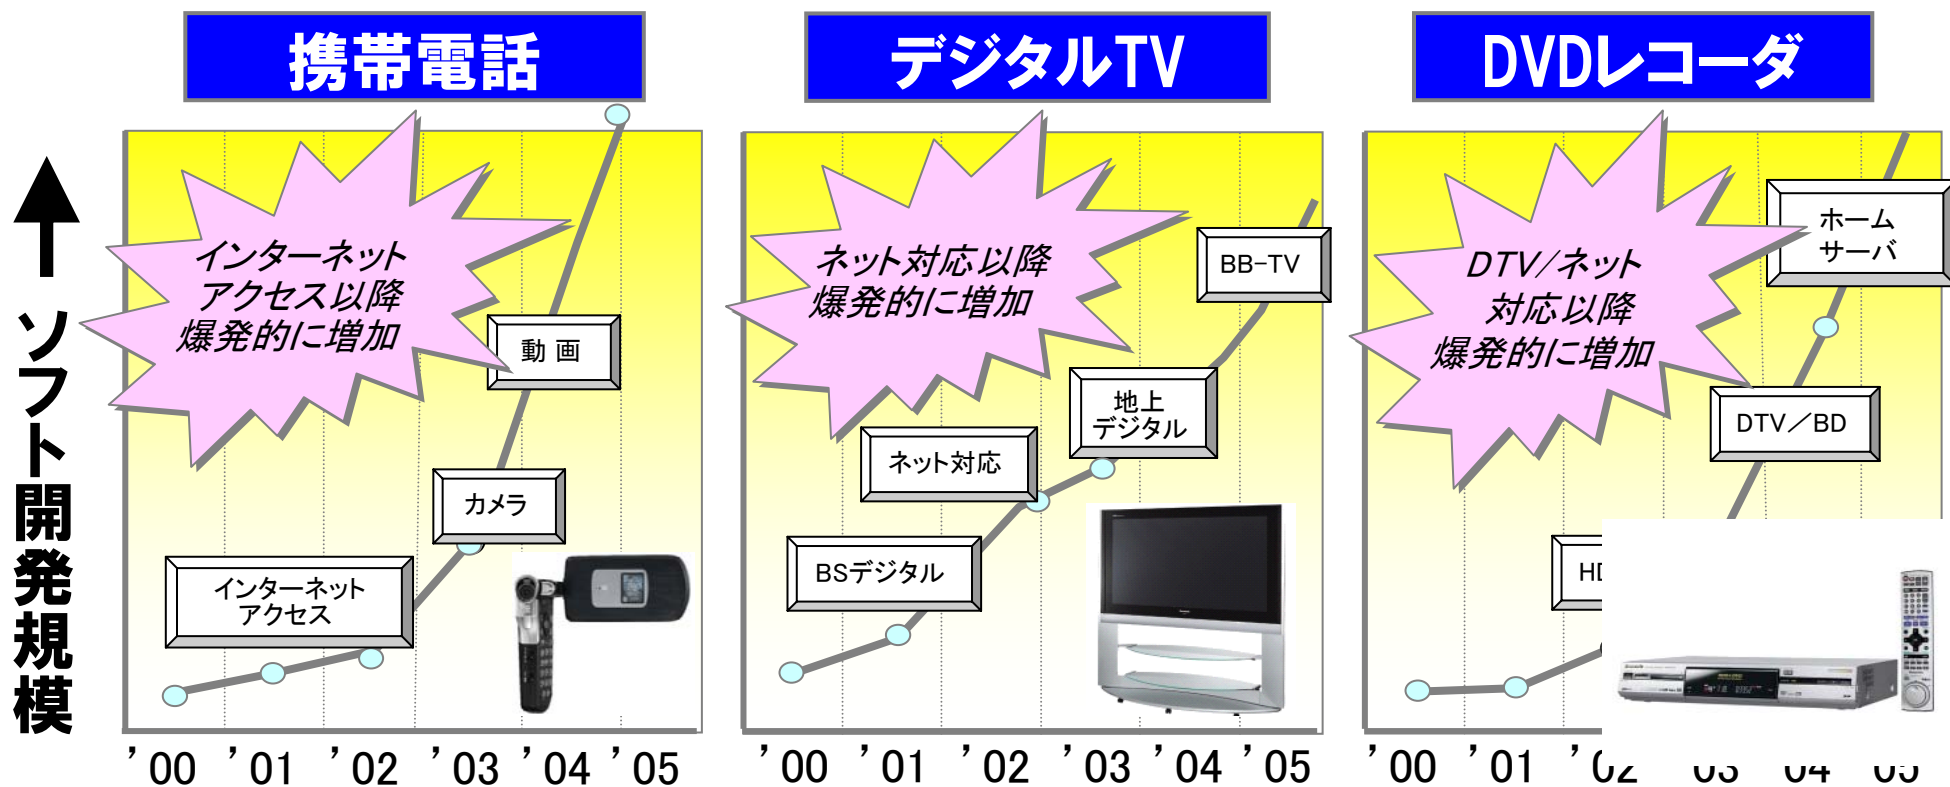 携帯電話
デジタルTV
DVDレコーダ
ソフト開発規模
インターネット
アクセス以降
爆発的に増加
動画
カメラ
インターネット
アクセス
'00 '01 '02 '03 '04 '05
ネット対応以降
爆発的に増加
BB-TV
地上
デジタル
ネット対応
BSデジタル
'00 '01 '02 '03 '04 '05
DTV/ネット
対応以降
爆発的に増加
ホーム
サーバ
DTV/BD
'00 '01 '02 03 04 05